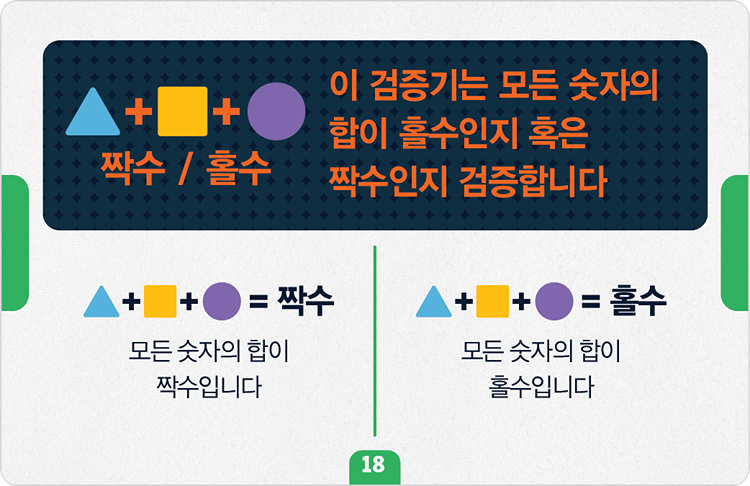 이 검증기는 모든 숫자의
합이 홀수인지 혹은
짝수인지 검증합니다
+ +
짝수 / 홀수
+ + = 짝수
모든 숫자의 합이
짝수입니다
+ + = 홀수
모든 숫자의 합이
홀수입니다
18